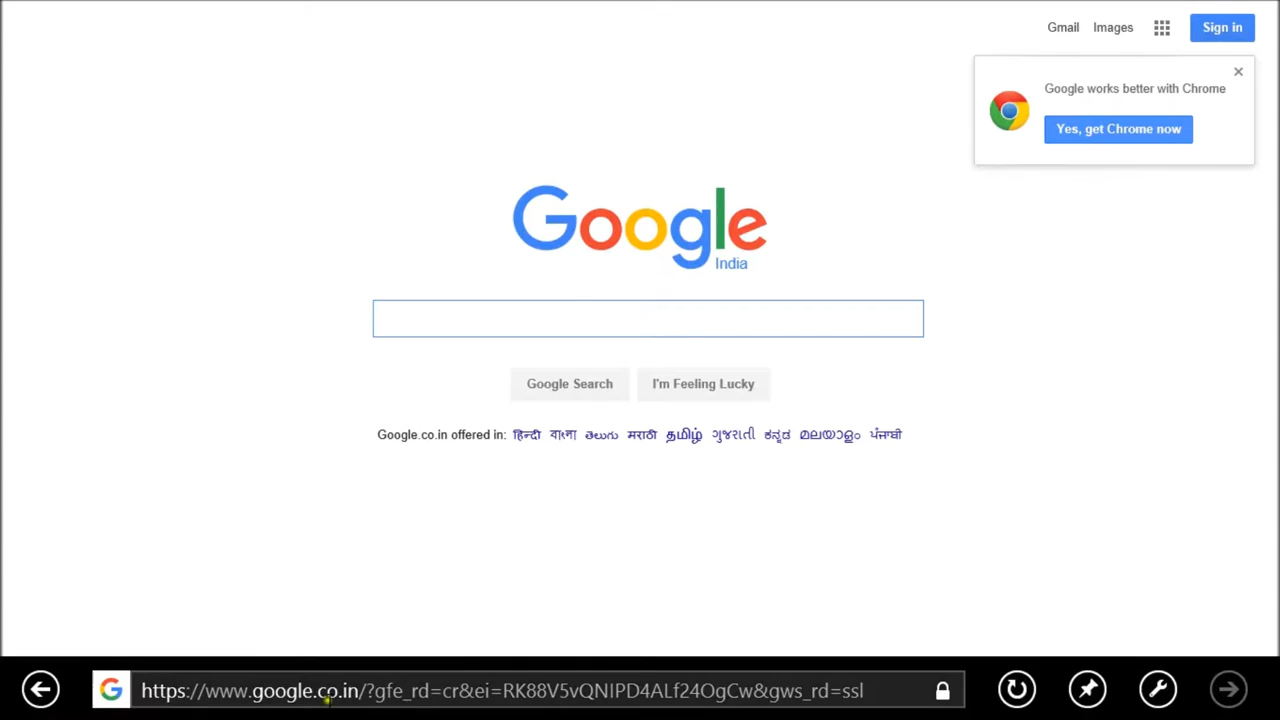 Gmail Images Sign in
Google works better with Chrome
Yes, get Chrome now
Google
India
Google Search I'm Feeling Lucky
Google.co.in offered in: हिन्दी বাংলা తెలుగు मराठी தமிழ் ગુજરાતી ಕನ್ನಡ മലയാളം ਪੰਜਾਬੀ
G https://www.google.co.in/?gfe_rd=cr&ei=RK88V5vQNIPD4ALf24OgCw&gws_rd=ssl